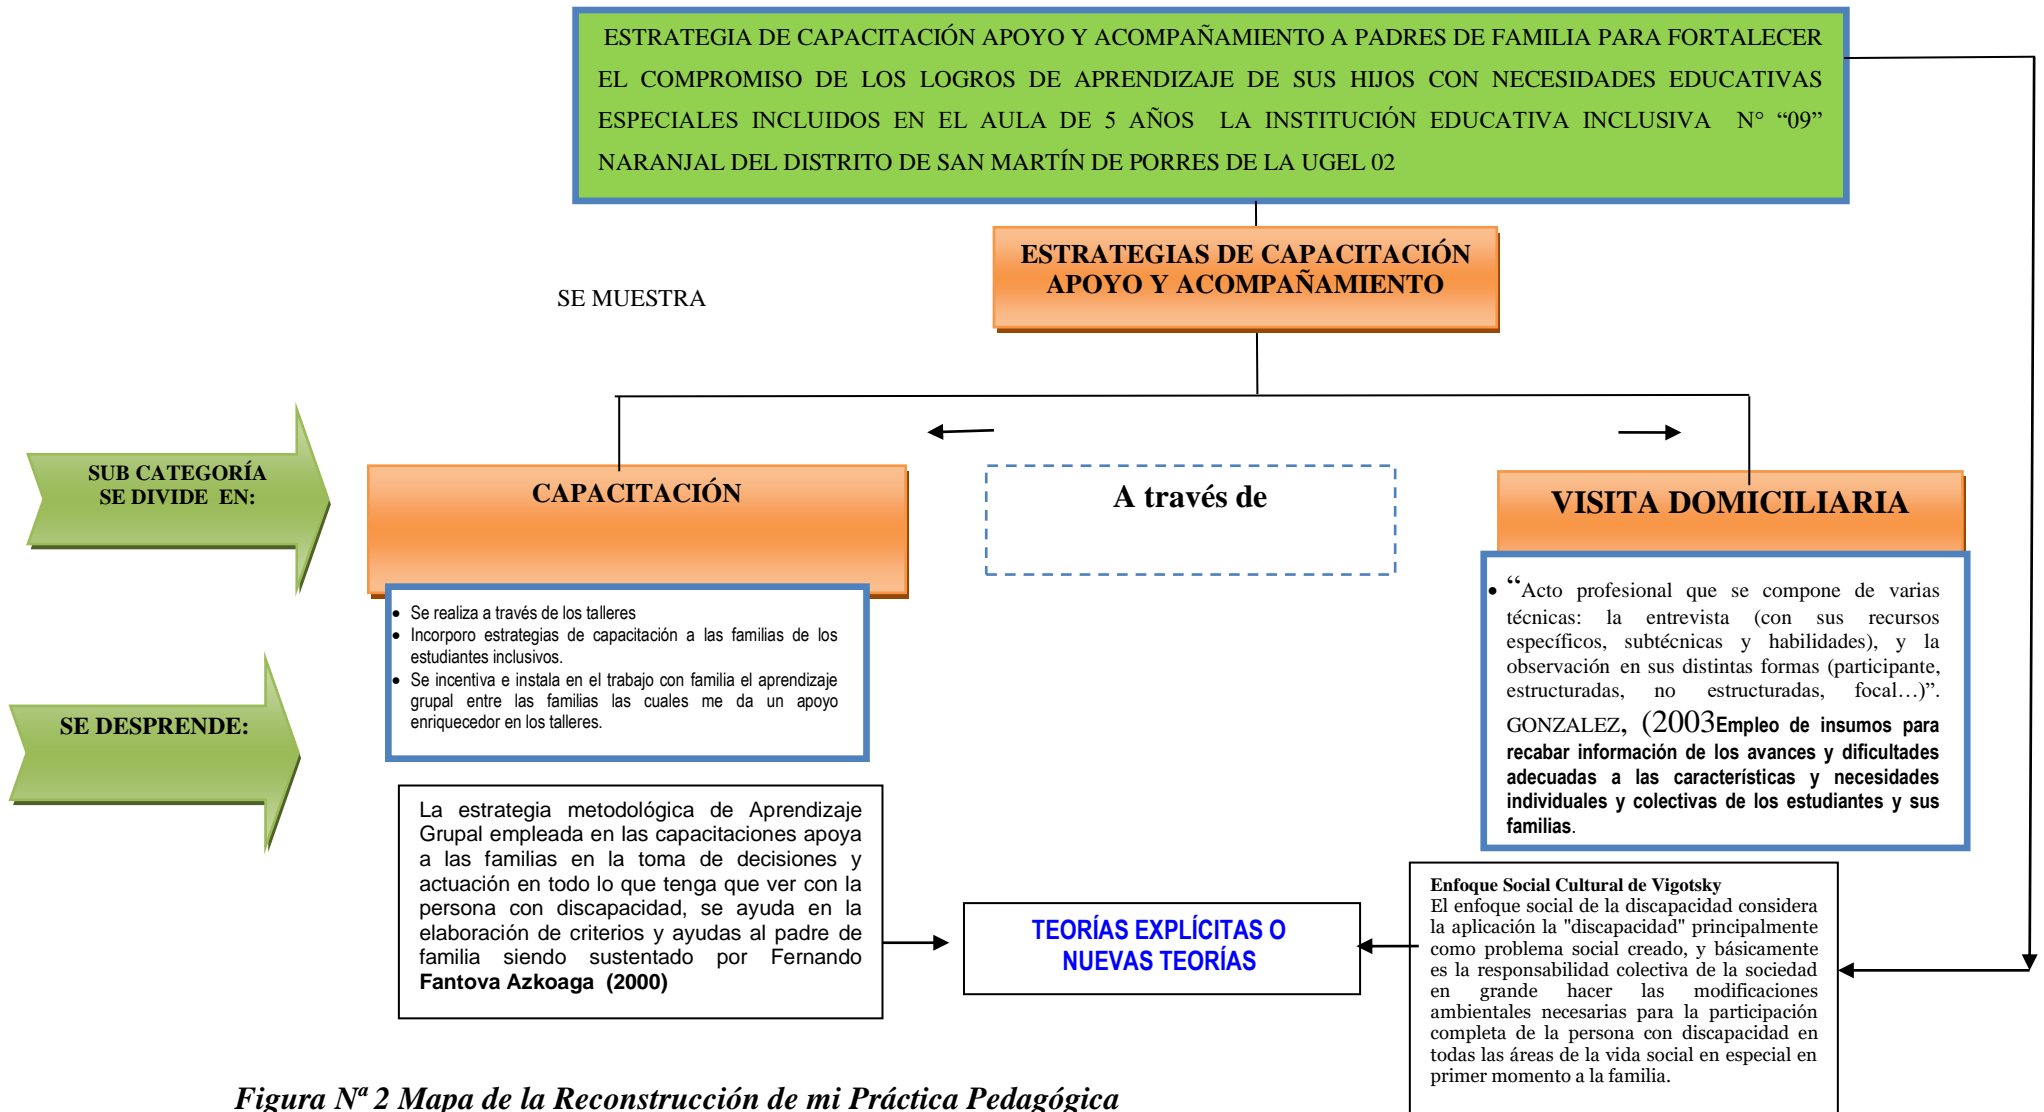 ESTRATEGIA DE CAPACITACIÓN APOYO Y ACOMPAÑAMIENTO A PADRES DE FAMILIA PARA FORTALECER
EL COMPROMISO DE LOS LOGROS DE APRENDIZAJE DE SUS HIJOS CON NECESIDADES EDUCATIVAS
ESPECIALES INCLUIDOS EN EL AULA DE 5 AÑOS LA INSTITUCIÓN EDUCATIVA INCLUSIVA N° “09”
NARANJAL DEL DISTRITO DE SAN MARTÍN DE PORRES DE LA UGEL 02
ESTRATEGIAS DE CAPACITACIÓN
APOYO Y ACOMPAÑAMIENTO
SE MUESTRA
SUB CATEGORÍA
SE DIVIDE EN:
CAPACITACIÓN
A través de
VISITA DOMICILIARIA
• Se realiza a través de los talleres
• Incorporo estrategias de capacitación a las familias de los
estudiantes inclusivos.
• Se incentiva e instala en el trabajo con familia el aprendizaje
grupal entre las familias las cuales me da un apoyo
enriquecedor en los talleres.
• “Acto profesional que se compone de varias
técnicas: la entrevista (con sus recursos
específicos, subtécnicas y habilidades), y la
observación en sus distintas formas (participante,
estructuradas, no estructuradas, focal…)”.
GONZALEZ, (2003Empleo de insumos para
recabar información de los avances y dificultades
adecuadas a las características y necesidades
individuales y colectivas de los estudiantes y sus
familias.
SE DESPRENDE:
La estrategia metodológica de Aprendizaje
Grupal empleada en las capacitaciones apoya
a las familias en la toma de decisiones y
actuación en todo lo que tenga que ver con la
persona con discapacidad, se ayuda en la
elaboración de criterios y ayudas al padre de
familia siendo sustentado por Fernando
Fantova Azkoaga (2000)
TEORÍAS EXPLÍCITAS O
NUEVAS TEORÍAS
Enfoque Social Cultural de Vigotsky
El enfoque social de la discapacidad considera
la aplicación la "discapacidad" principalmente
como problema social creado, y básicamente
es la responsabilidad colectiva de la sociedad
en grande hacer las modificaciones
ambientales necesarias para la participación
completa de la persona con discapacidad en
todas las áreas de la vida social en especial en
primer momento a la familia.
Figura Nª 2 Mapa de la Reconstrucción de mi Práctica Pedagógica